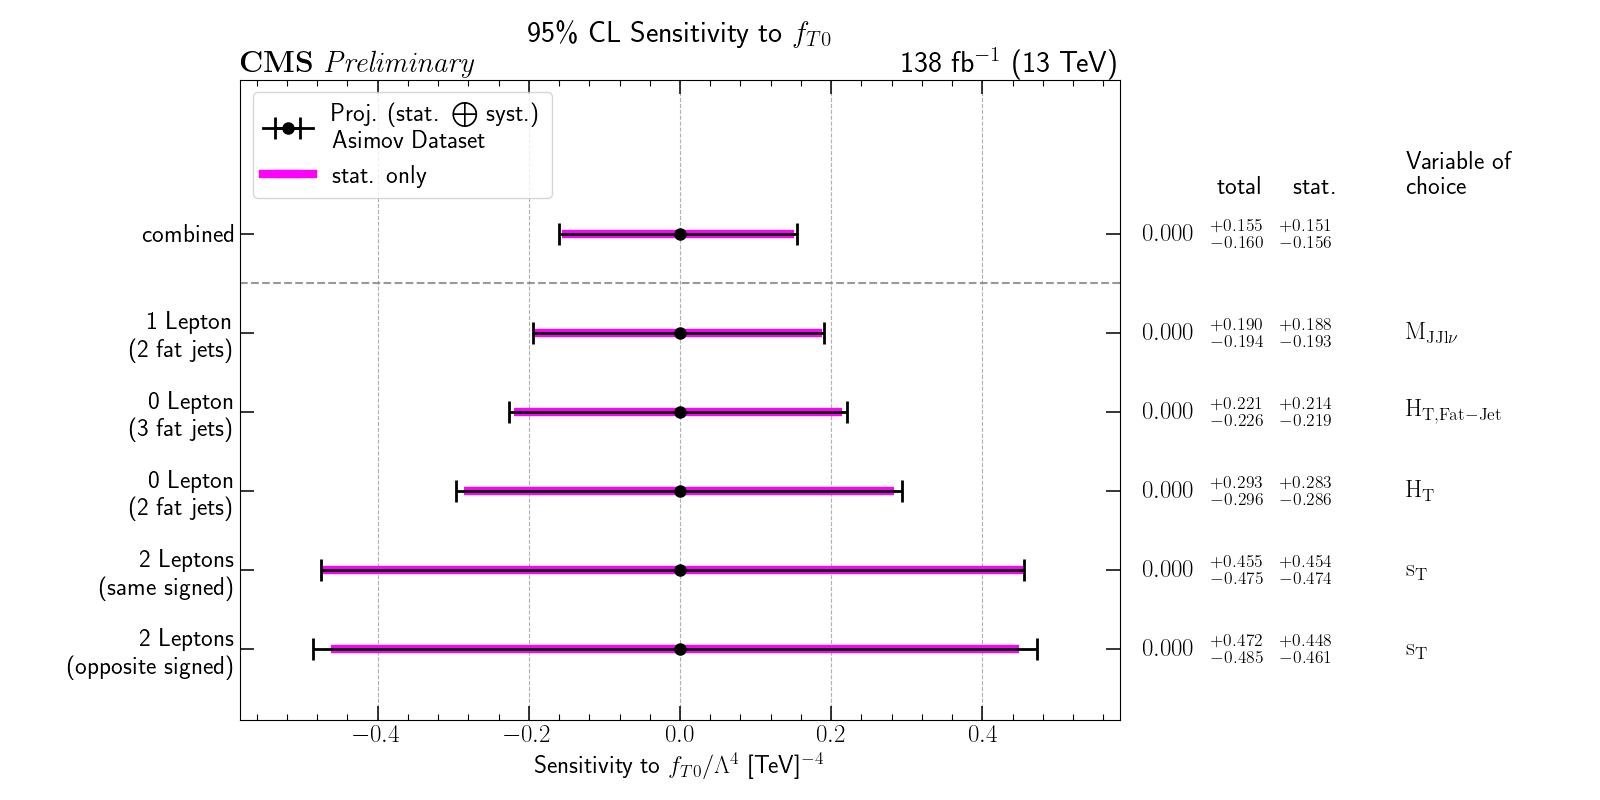 95% CL Sensitivity to f_{T0}
CMS Preliminary 138 fb^{-1} (13 TeV)
Proj. (stat. ⨁ syst.)
Asimov Dataset
stat. only
Variable of
total stat. choice
combined 0.000 +0.155 −0.160 +0.151 −0.156
1 Lepton
(2 fat jets) 0.000 +0.190 −0.194 +0.188 −0.193 M_{JJlν}
0 Lepton
(3 fat jets) 0.000 +0.221 −0.226 +0.214 −0.219 H_{T,Fat−Jet}
0 Lepton
(2 fat jets) 0.000 +0.293 −0.296 +0.283 −0.286 H_T
2 Leptons
(same signed) 0.000 +0.455 −0.475 +0.454 −0.474 s_T
2 Leptons
(opposite signed) 0.000 +0.472 −0.485 +0.448 −0.461 s_T
−0.4 −0.2 0.0 0.2 0.4
Sensitivity to f_{T0}/Λ^4 [TeV]^{−4}